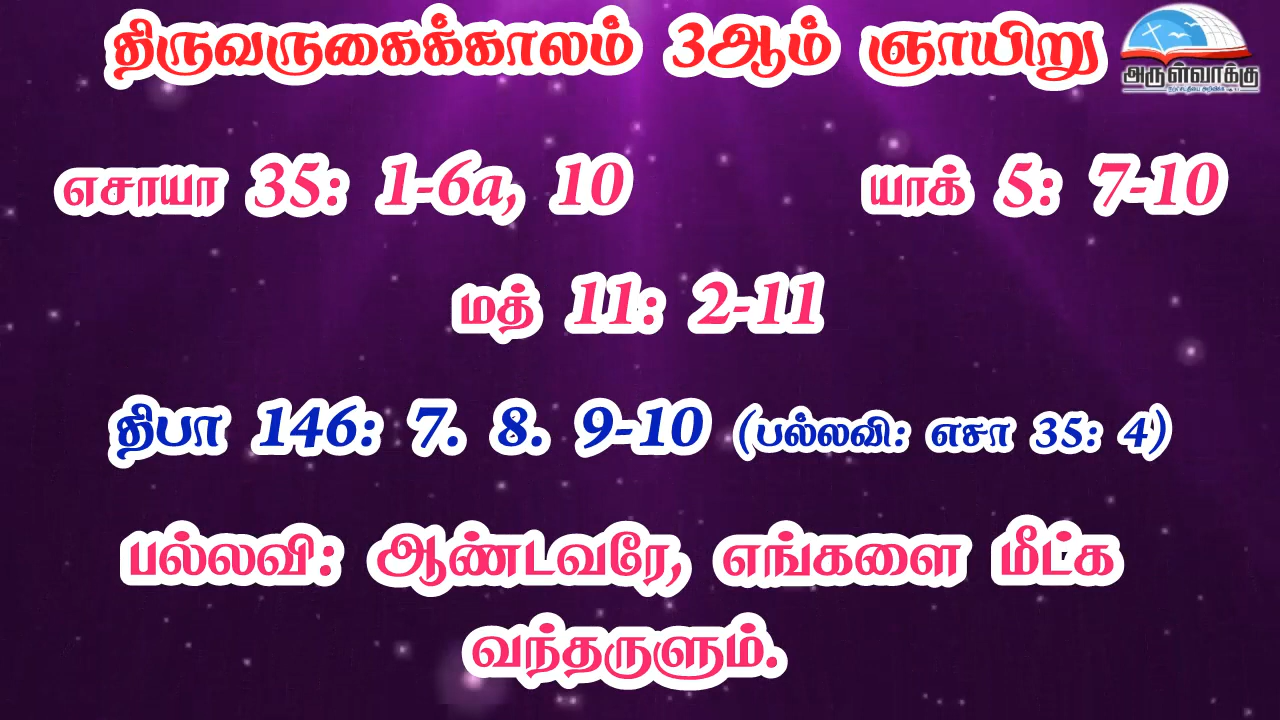 திருவருகைக்காலம் 3ஆம் ஞாயிறு
அருள்வாக்கு
எசாயா 35: 1-6a, 10 யாக் 5: 7-10
மத் 11: 2-11
திபா 146: 7. 8. 9-10 (பல்லவி: எசா 35: 4)
பல்லவி: ஆண்டவரே, எங்களை மீட்க
வந்தருளும்.